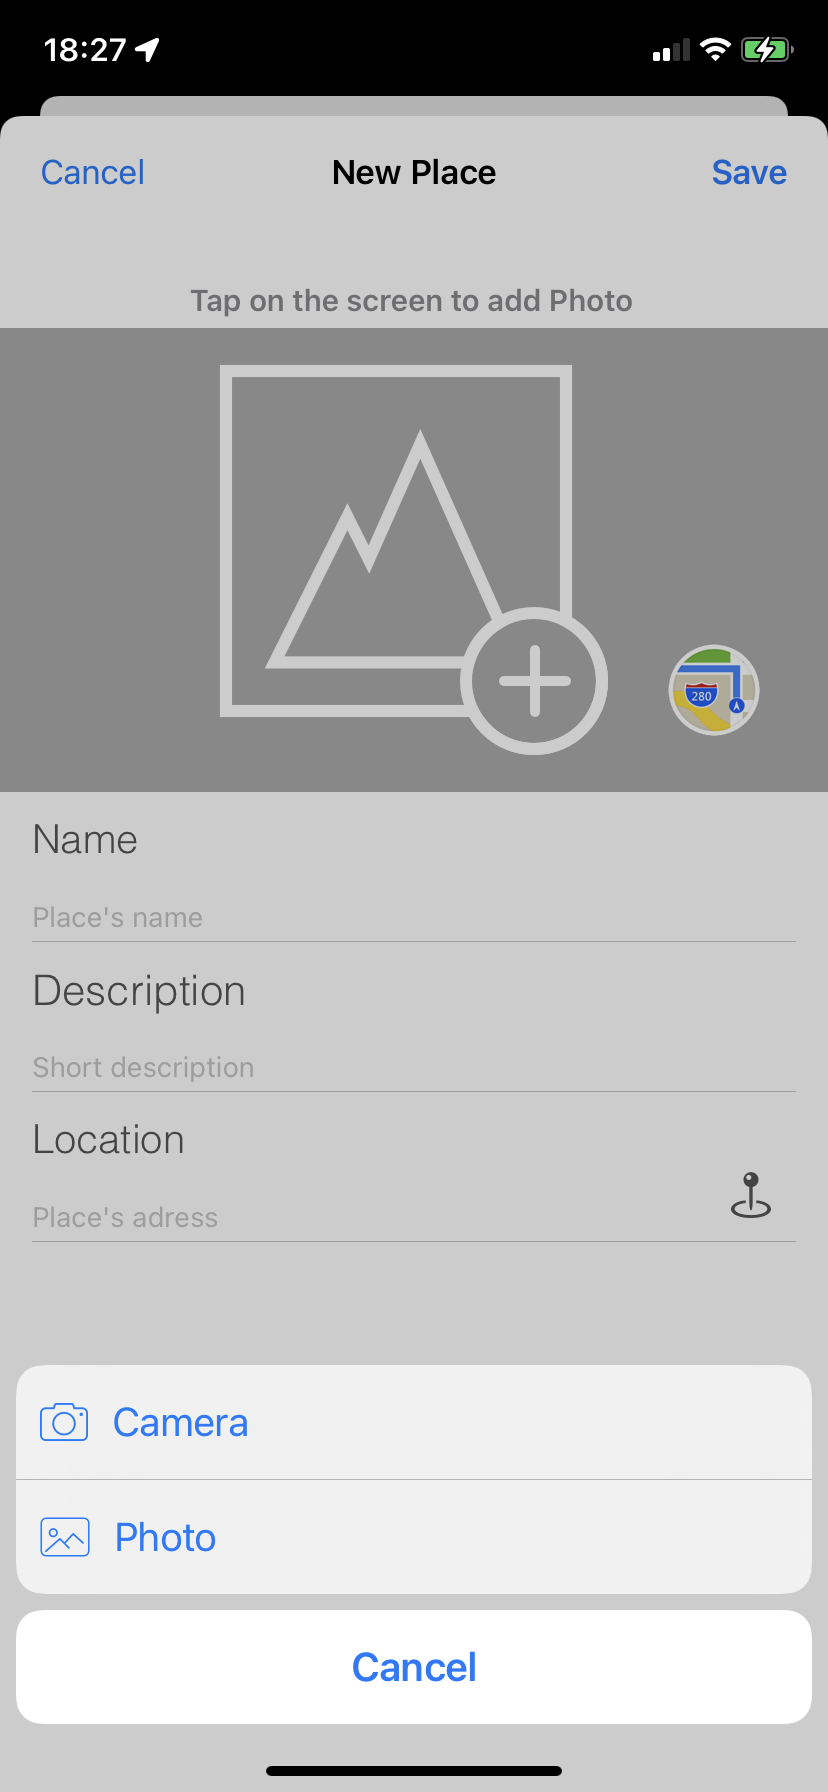 18:27
Cancel New Place Save
Tap on the screen to add Photo
280
Name
Place's name
Description
Short description
Location
Place's adress
Camera
Photo
Cancel